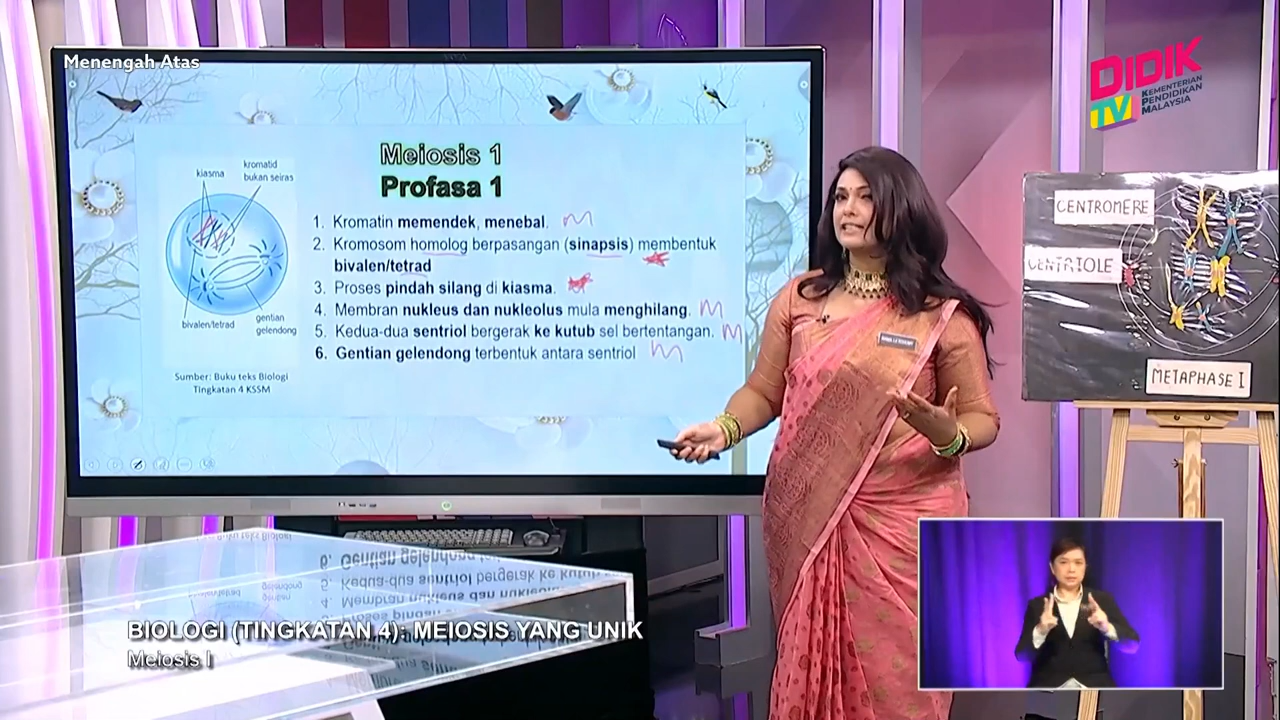 Menengah Atas
DIDIK
TV
KEMENTERIAN
PENDIDIKAN
MALAYSIA
Meiosis 1
Profasa 1
kiasma
kromatid
bukan seiras
bivalen/tetrad
gentian
gelendong
Sumber: Buku teks Biologi
Tingkatan 4 KSSM
1. Kromatin memendek, menebal. m
2. Kromosom homolog berpasangan (sinapsis) membentuk
bivalen/tetrad
3. Proses pindah silang di kiasma.
4. Membran nukleus dan nukleolus mula menghilang. m
5. Kedua-dua sentriol bergerak ke kutub sel bertentangan. m
6. Gentian gelendong terbentuk antara sentriol m
CENTROMERE
CENTRIOLE
METAPHASE I
BIOLOGI (TINGKATAN 4): MEIOSIS YANG UNIK
Meiosis I